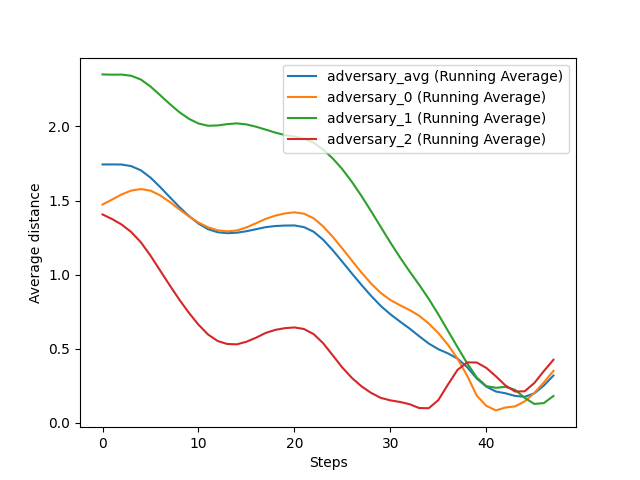 adversary_avg (Running Average)
adversary_0 (Running Average)
adversary_1 (Running Average)
adversary_2 (Running Average)
Average distance
2.0
1.5
1.0
0.5
0.0
0 10 20 30 40
Steps